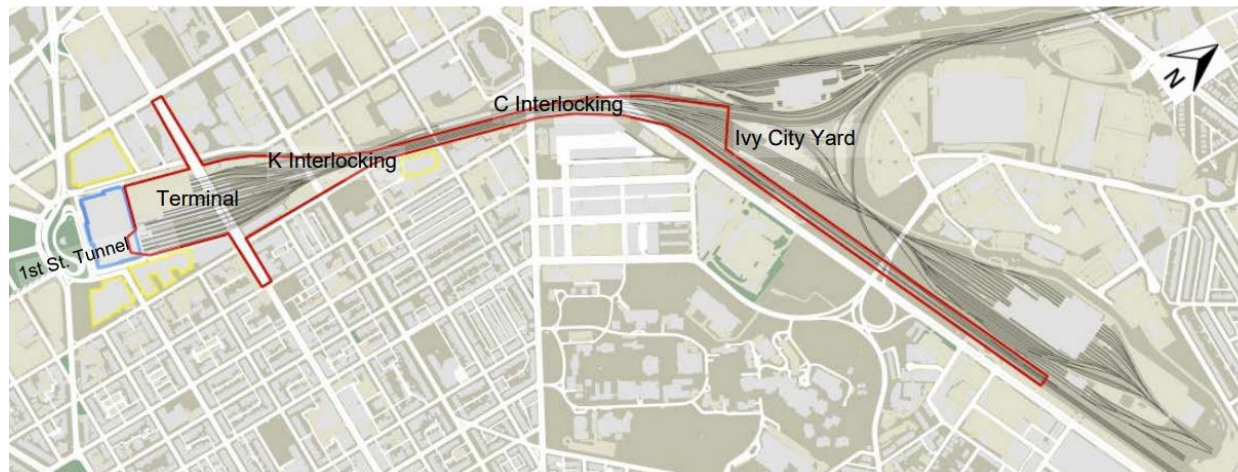 C Interlocking
Ivy City Yard
K Interlocking
Terminal
1st St. Tunnel
N